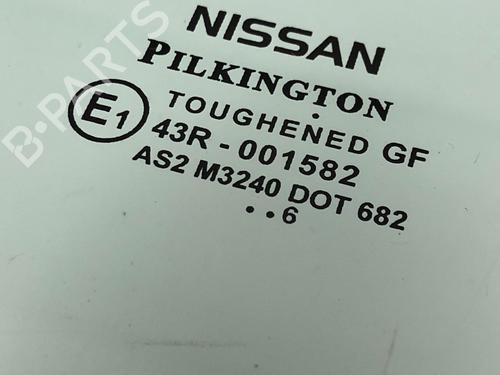 NISSAN
PILKINGTON
TOUGHENED GF
E1 43R - 001582
AS2 M3240 DOT 682
..6
B-PARTS